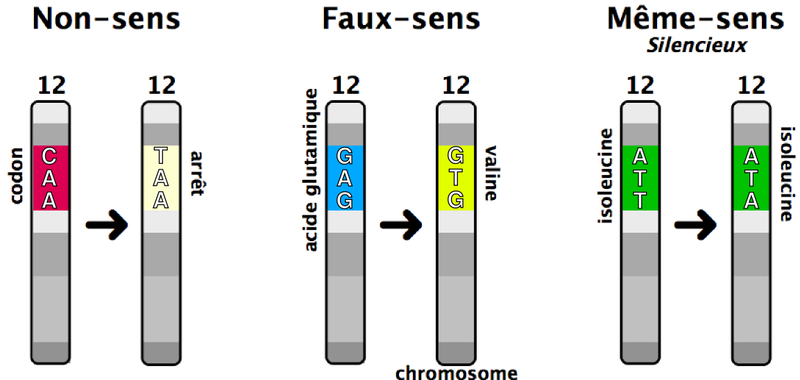 Non-sens
12
12
codon
C
A
A
T
A
A
arrêt
Faux-sens
12
12
acide glutamique
G
A
G
G
T
G
valine
Même-sens
Silencieux
12
12
isoleucine
A
T
T
A
T
A
isoleucine
chromosome